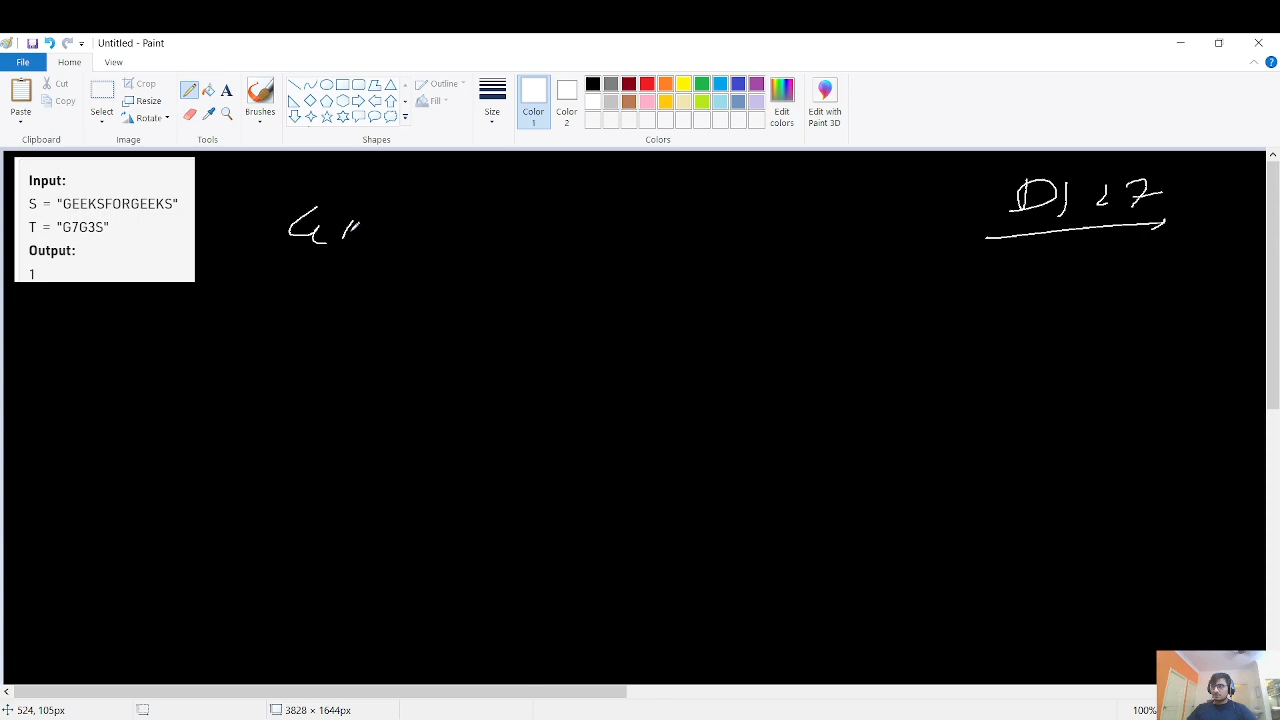 Untitled - Paint
File
Home
View
Paste
Cut
Copy
Clipboard
Select
Crop
Resize
Rotate
Image
Tools
Brushes
Shapes
Outline
Fill
Size
Color 1
Color 2
Edit colors
Colors
Edit with Paint 3D
Input:
S = "GEEKSFORGEEKS"
T = "G7G3S"
Output:
1
G
524, 105px
3828 × 1644px
100%